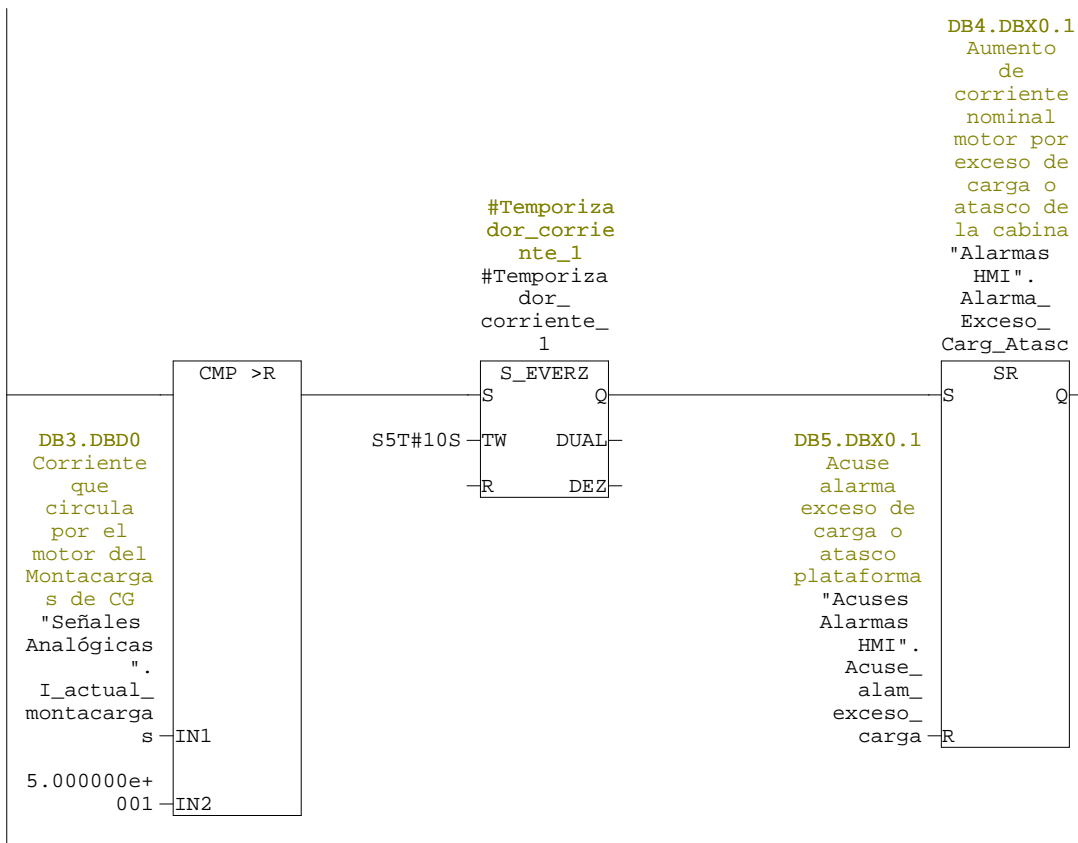 DB4.DBX0.1
Aumento
de
corriente
nominal
motor por
exceso de
carga o
atasco de
la cabina
"Alarmas
HMI".
Alarma_
Exceso_
Carg_Atasc
SR
S
Q
R
#Temporiza
dor_corrie
nte_1
#Temporiza
dor_
corriente_
1
S_EVERZ
S
Q
S5T#10S
TW
DUAL
R
DEZ
CMP >R
DB3.DBD0
Corriente
que
circula
por el
motor del
Montacarga
s de CG
"Señales
Analógicas
".
I_actual_
montacarga
s
IN1
5.000000e+
001
IN2
DB5.DBX0.1
Acuse
alarma
exceso de
carga o
atasco
plataforma
"Acuses
Alarmas
HMI".
Acuse_
alam_
exceso_
carga